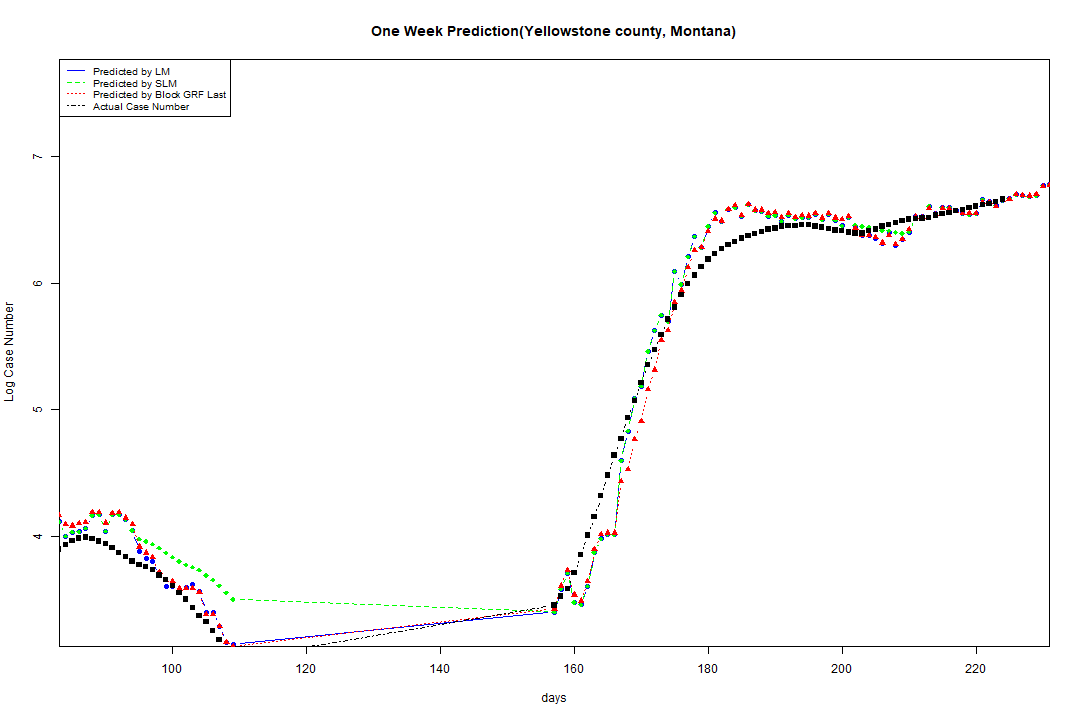 One Week Prediction(Yellowstone county, Montana)
Predicted by LM
Predicted by SLM
Predicted by Block GRF Last
Actual Case Number
7
6
5
4
Log Case Number
100 120 140 160 180 200 220
days